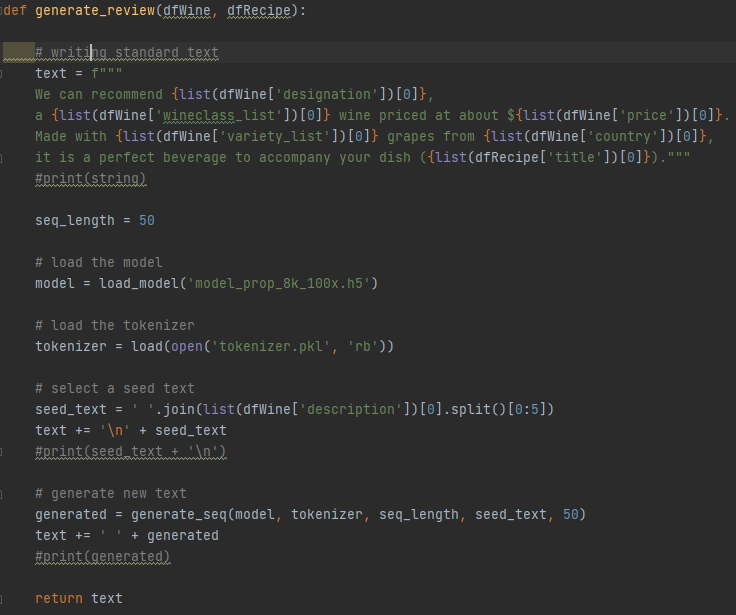 def generate_review(dfWine, dfRecipe):
# writing standard text
text = f"""
We can recommend {list(dfWine['designation'])[0]},
a {list(dfWine['wineclass_list'])[0]} wine priced at about ${list(dfWine['price'])[0]}.
Made with {list(dfWine['variety_list'])[0]} grapes from {list(dfWine['country'])[0]},
it is a perfect beverage to accompany your dish ({list(dfRecipe['title'])[0]})."""
#print(string)
seq_length = 50
# load the model
model = load_model('model_prop_8k_100x.h5')
# load the tokenizer
tokenizer = load(open('tokenizer.pkl', 'rb'))
# select a seed text
seed_text = ' '.join(list(dfWine['description'])[0].split()[0:5])
text += '\n' + seed_text
#print(seed_text + '\n')
# generate new text
generated = generate_seq(model, tokenizer, seq_length, seed_text, 50)
text += ' ' + generated
#print(generated)
return text